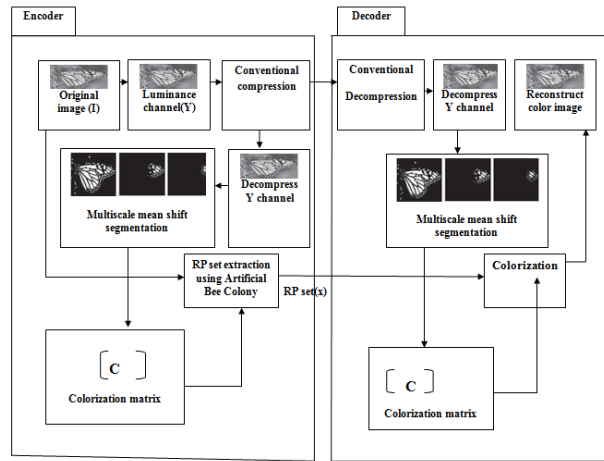 Encoder
Original
image (I)
Luminance
channel(Y)
Conventional
compression
Decompress
Y channel
Multiscale mean shift
segmentation
RP set extraction
using Artificial
Bee Colony
RP set(x)
C
Colorization matrix
Decoder
Conventional
Decompression
Decompress
Y channel
Reconstruct
color image
Multiscale mean shift
segmentation
Colorization
C
Colorization matrix